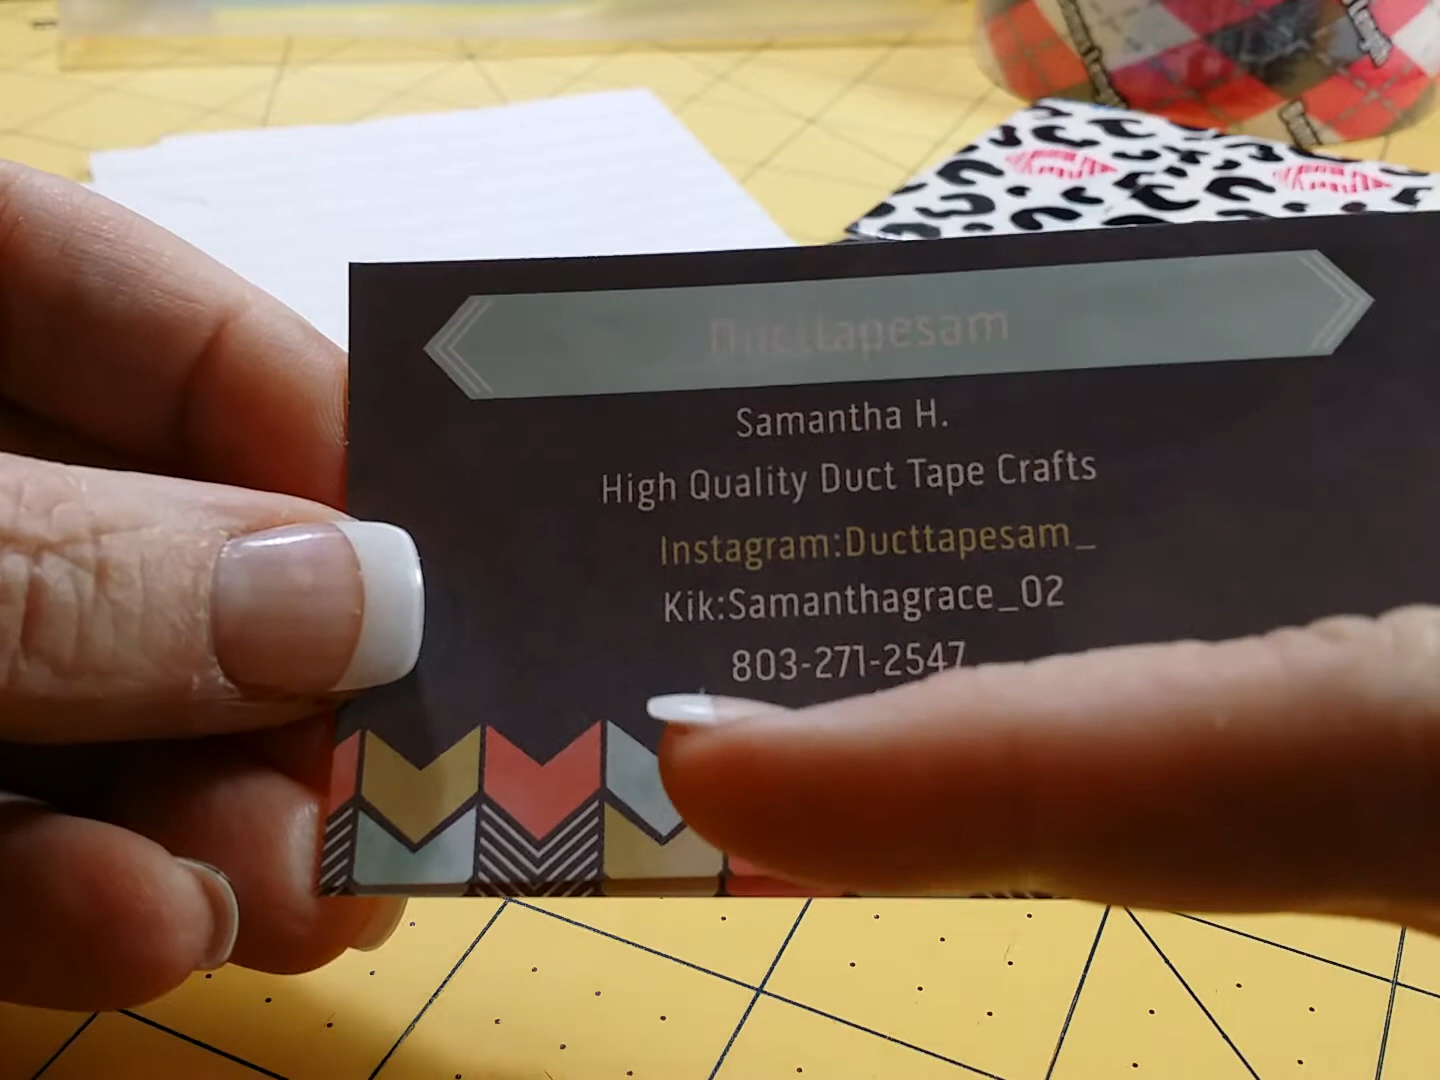 Ducttapesam
Samantha H.
High Quality Duct Tape Crafts
Instagram:Ducttapesam_
Kik:Samanthagrace_02
803-271-2547